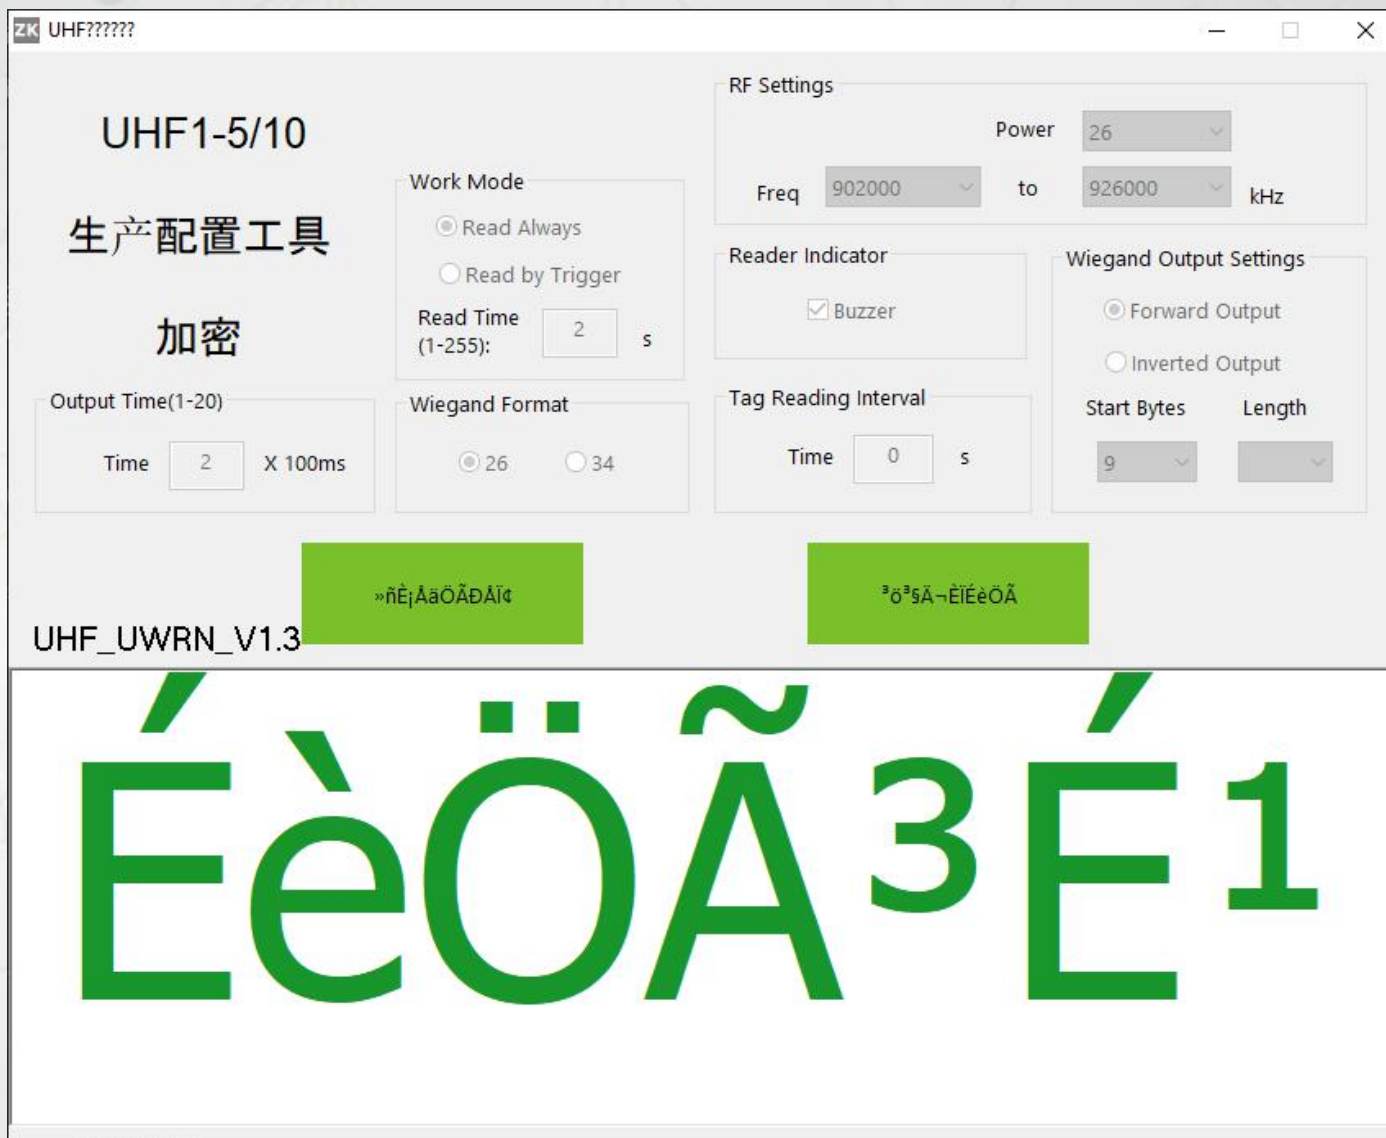 ZK UHF??????
UHF1-5/10
生产配置工具
加密
Work Mode
Read Always
Read by Trigger
Read Time
(1-255):
2
s
RF Settings
Power
26
Freq
902000
to
926000
kHz
Reader Indicator
Buzzer
Wiegand Output Settings
Forward Output
Inverted Output
Start Bytes
Length
9
Output Time(1-20)
Time
2
X 100ms
Wiegand Format
26
34
Tag Reading Interval
Time
0
s
»ñÈ¡ÅäÖÃÐÅÏ¢
³ö³§Ä¬ÈÏÉèÖÃ
UHF_UWRN_V1.3
ÉèÖÃ³É¹